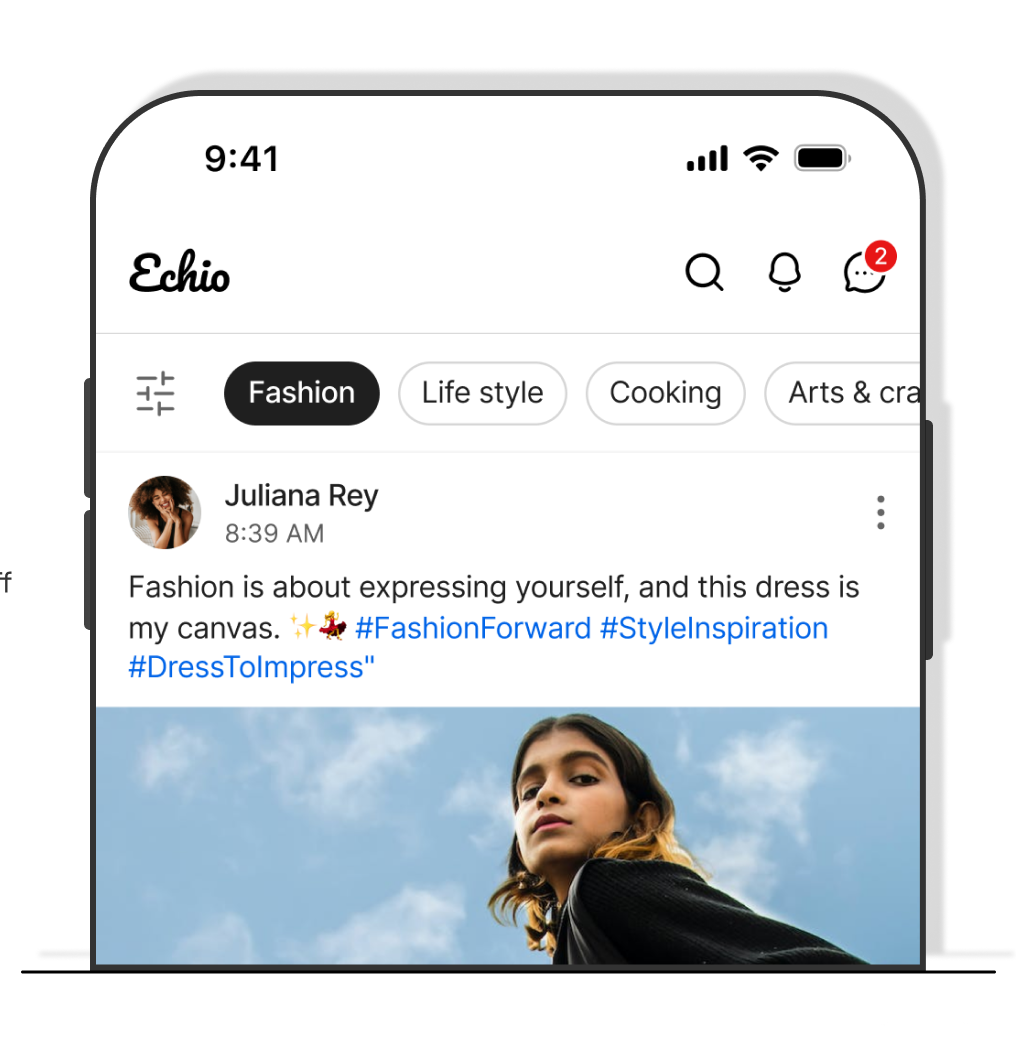 9:41
Echio
2
Fashion Life style Cooking Arts & cra
Juliana Rey
8:39 AM
Fashion is about expressing yourself, and this dress is
my canvas. ✨💃 #FashionForward #StyleInspiration
#DressToImpress"